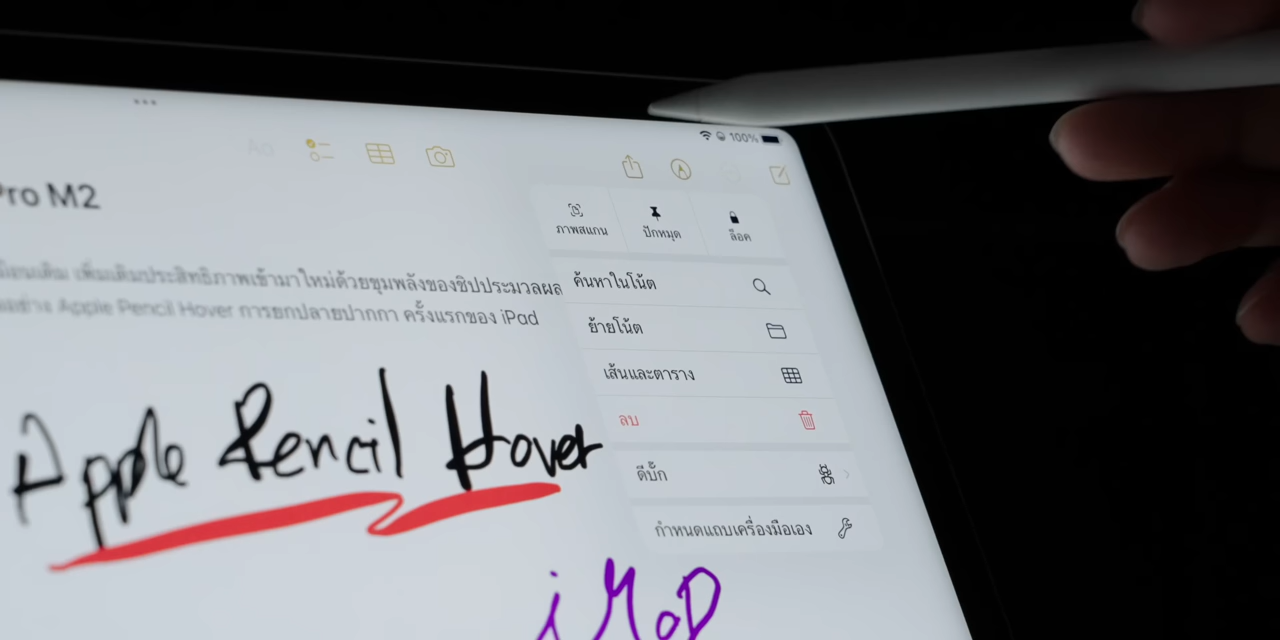 100%
Pro M2
ภาพสแกน
ปักหมุด
ล็อค
เพิ่มเติมประสิทธิภาพเข้ามาใหม่ด้วยขุมพลังของชิปประมวลผล
Apple Pencil Hover การยกปลายปากกา ครั้งแรกของ iPad
ค้นหาในโน้ต
ย้ายโน้ต
เส้นและตาราง
ลบ
ดีบั๊ก
กำหนดแถบเครื่องมือเอง
Apple Pencil Hover
iMoD